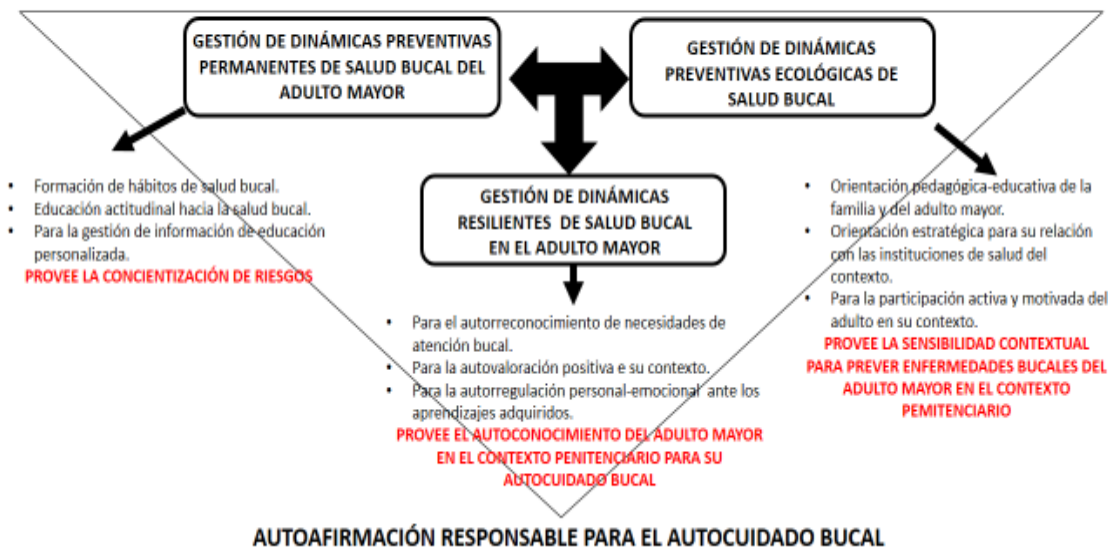 GESTIÓN DE DINÁMICAS PREVENTIVAS
PERMANENTES DE SALUD BUCAL DEL
ADULTO MAYOR
GESTIÓN DE DINÁMICAS
PREVENTIVAS ECOLÓGICAS DE
SALUD BUCAL
• Formación de hábitos de salud bucal.
• Educación actitudinal hacia la salud bucal.
• Para la gestión de información de educación
personalizada.
PROVEE LA CONCIENTIZACIÓN DE RIESGOS
GESTIÓN DE DINÁMICAS
RESILIENTES DE SALUD BUCAL
EN EL ADULTO MAYOR
• Orientación pedagógica-educativa de la
familia y del adulto mayor.
• Orientación estratégica para su relación
con las instituciones de salud del
contexto.
• Para la participación activa y motivada del
adulto en su contexto.
PROVEE LA SENSIBILIDAD CONTEXTUAL
PARA PREVER ENFERMEDADES BUCALES DEL
ADULTO MAYOR EN EL CONTEXTO
PEMITENCIARIO
• Para el autorreconocimiento de necesidades de
atención bucal.
• Para la autovaloración positiva e su contexto.
• Para la autorregulación personal-emocional ante los
aprendizajes adquiridos.
PROVEE EL AUTOCONOCIMIENTO DEL ADULTO MAYOR
EN EL CONTEXTO PENITENCIARIO PARA SU
AUTOCUIDADO BUCAL
AUTOAFIRMACIÓN RESPONSABLE PARA EL AUTOCUIDADO BUCAL